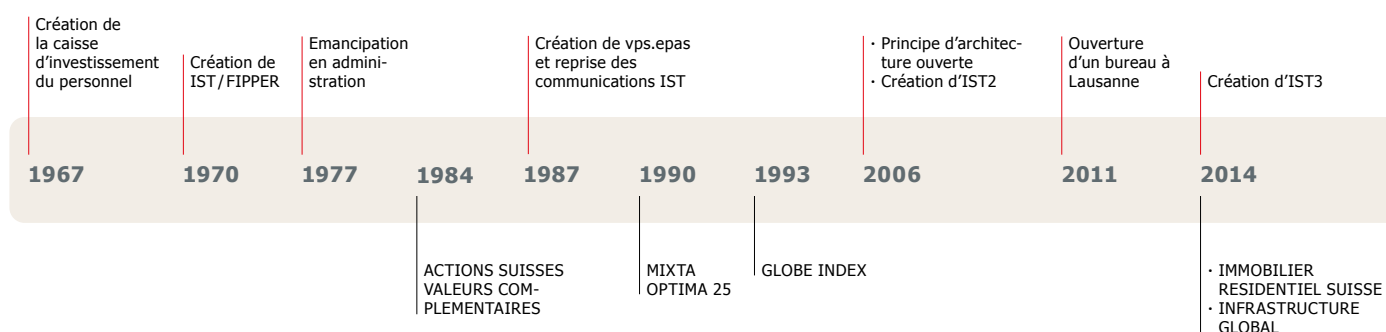 Création de
la caisse
d’investissement
du personnel
Création de
IST/FIPPER
Emancipation
en admini-
stration
Création de vps.epas
et reprise des
communications IST
· Principe d’architec-
ture ouverte
· Création d’IST2
Ouverture
d’un bureau à
Lausanne
Création d’IST3
1967
1970
1977
1984
1987
1990
1993
2006
2011
2014
ACTIONS SUISSES
VALEURS COM-
PLEMENTAIRES
MIXTA
OPTIMA 25
GLOBE INDEX
· IMMOBILIER
RESIDENTIEL SUISSE
· INFRASTRUCTURE
GLOBAL